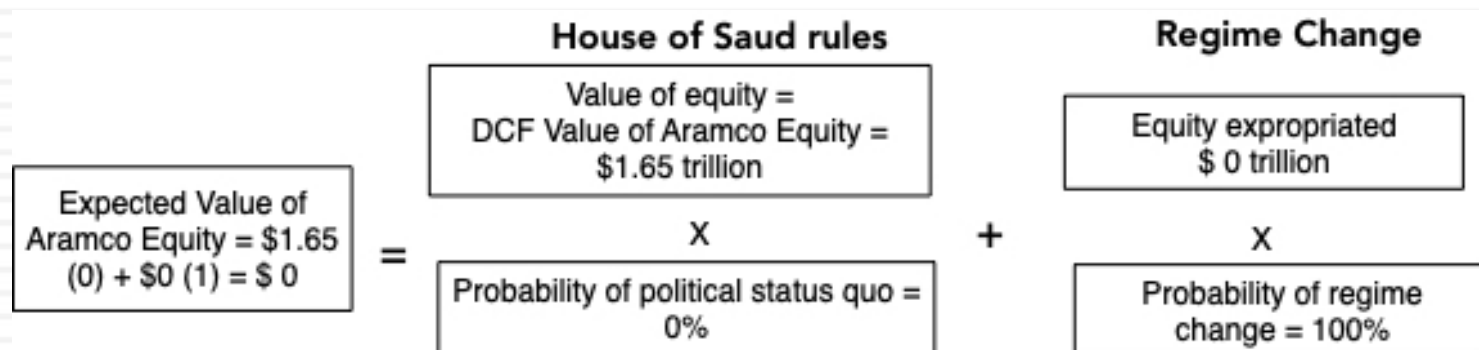 House of Saud rules
Regime Change
Value of equity =
DCF Value of Aramco Equity =
$1.65 trillion
Equity expropriated
$ 0 trillion
Expected Value of
Aramco Equity = $1.65
(0) + $0 (1) = $ 0
=
X
+
X
Probability of political status quo =
0%
Probability of regime
change = 100%